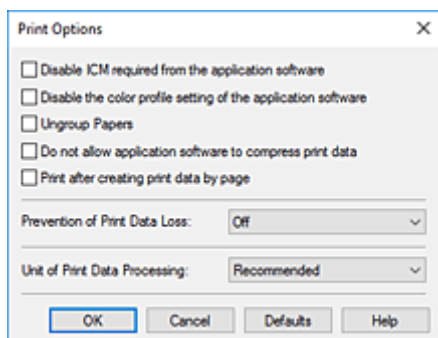 Print Options
Disable ICM required from the application software
Disable the color profile setting of the application software
Ungroup Papers
Do not allow application software to compress print data
Print after creating print data by page
Prevention of Print Data Loss: Off
Unit of Print Data Processing: Recommended
OK Cancel Defaults Help